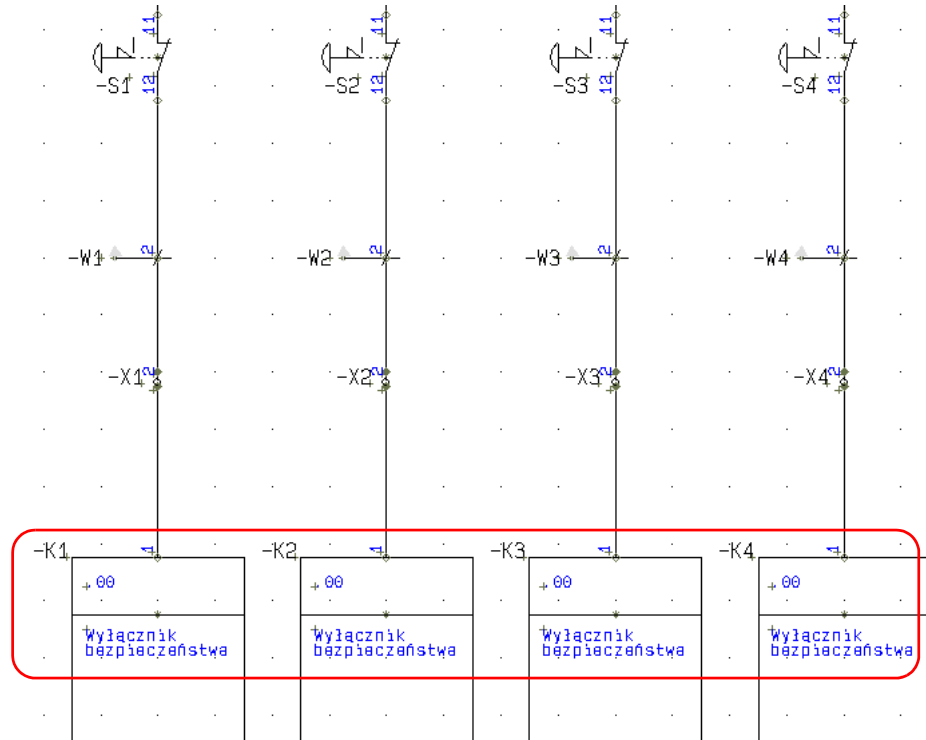 11 11 11 11
-S1 12 -S2 12 -S3 12 -S4 12
-W1 2 -W2 2 -W3 2 -W4 2
-X1 2 -X2 2 -X3 2 -X4 2
-K1 1 -K2 1 -K3 1 -K4 1
.00 .00 .00 .00
Wyłącznik Wyłącznik Wyłącznik Wyłącznik
bezpieczeństwa bezpieczeństwa bezpieczeństwa bezpieczeństwa